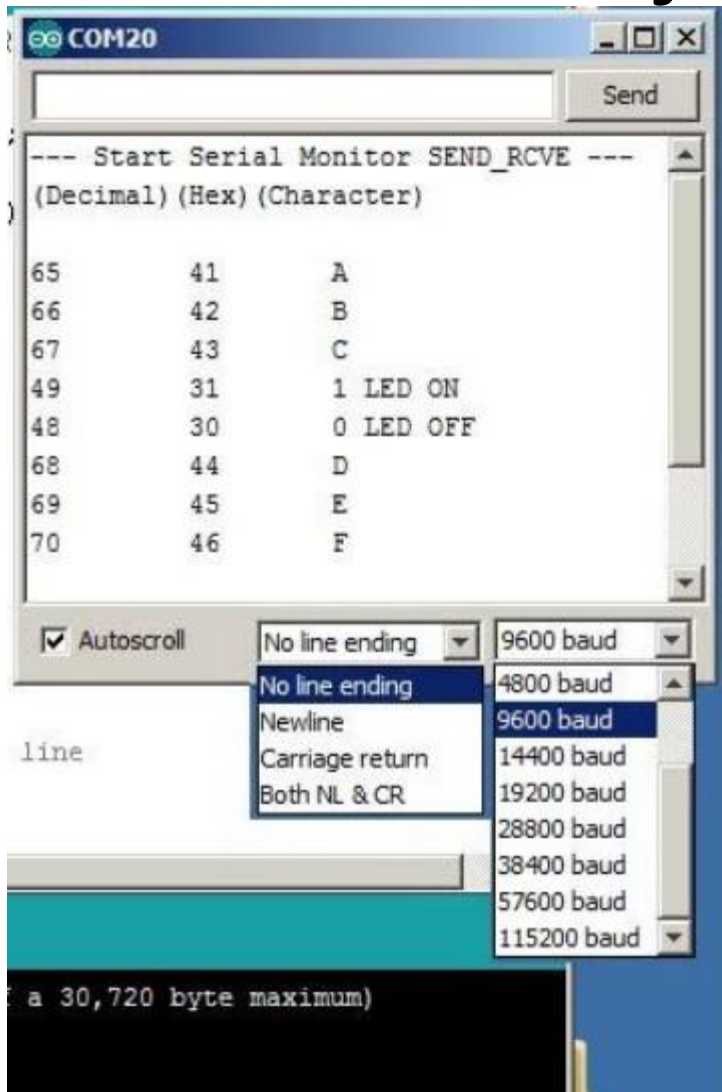 COM20
Send
--- Start Serial Monitor SEND_RCVE ---
(Decimal)(Hex)(Character)
65 41 A
66 42 B
67 43 C
49 31 1 LED ON
48 30 0 LED OFF
68 44 D
69 45 E
70 46 F
Autoscroll No line ending 9600 baud
No line ending 4800 baud
Newline 9600 baud
Carriage return 14400 baud
Both NL & CR 19200 baud
28800 baud
38400 baud
57600 baud
115200 baud
line
a 30,720 byte maximum)